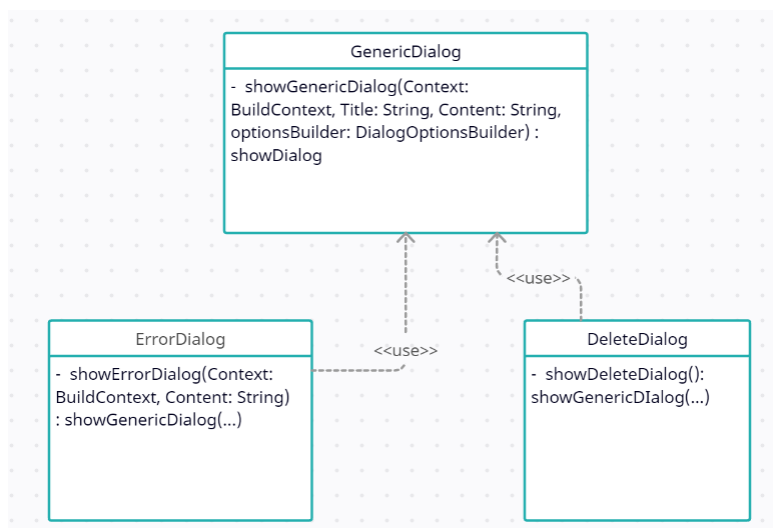 GenericDialog
- showGenericDialog(Context:
BuildContext, Title: String, Content: String,
optionsBuilder: DialogOptionsBuilder) :
showDialog
<<use>>
<<use>>
ErrorDialog
- showErrorDialog(Context:
BuildContext, Content: String)
: showGenericDialog(...)
DeleteDialog
- showDeleteDialog():
showGenericDIalog(...)